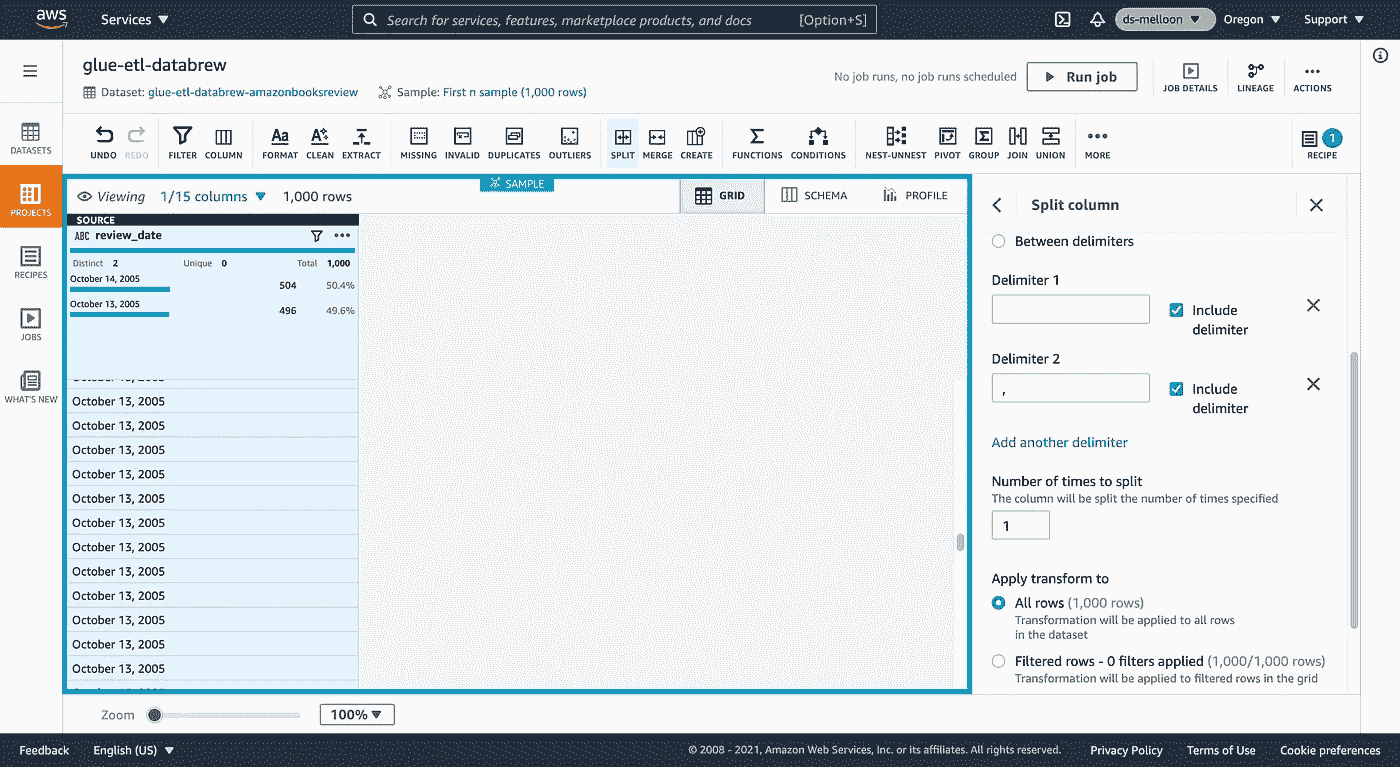 aws Services Search for services, features, marketplace products, and docs [Option+S] ds-melloon Oregon Support
glue-etl-databrew
Dataset: glue-etl-databrew-amazonbooksreview Sample: First n sample (1,000 rows)
No job runs, no job runs scheduled Run job JOB DETAILS LINEAGE ACTIONS
UNDO REDO FILTER COLUMN FORMAT CLEAN EXTRACT MISSING INVALID DUPLICATES OUTLIERS SPLIT MERGE CREATE FUNCTIONS CONDITIONS NEST-UNNEST PIVOT GROUP JOIN UNION MORE 1 RECIPE
DATASETS
PROJECTS
RECIPES
JOBS
WHAT'S NEW
SAMPLE
Viewing 1/15 columns 1,000 rows GRID SCHEMA PROFILE
SOURCE
ABC review_date
Distinct 2 Unique 0 Total 1,000
October 14, 2005 504 50.4%
October 13, 2005 496 49.6%
October 13, 2005
October 13, 2005
October 13, 2005
October 13, 2005
October 13, 2005
October 13, 2005
October 13, 2005
October 13, 2005
October 13, 2005
October 13, 2005
October 13, 2005
October 13, 2005
October 13, 2005
Split column
Between delimiters
Delimiter 1
Include
delimiter
Delimiter 2
, Include
delimiter
Add another delimiter
Number of times to split
The column will be split the number of times specified
1
Apply transform to
All rows (1,000 rows)
Transformation will be applied to all rows
in the dataset
Filtered rows - 0 filters applied (1,000/1,000 rows)
Transformation will be applied to filtered rows in the grid
Zoom 100%
Feedback English (US) © 2008 - 2021, Amazon Web Services, Inc. or its affiliates. All rights reserved. Privacy Policy Terms of Use Cookie preferences